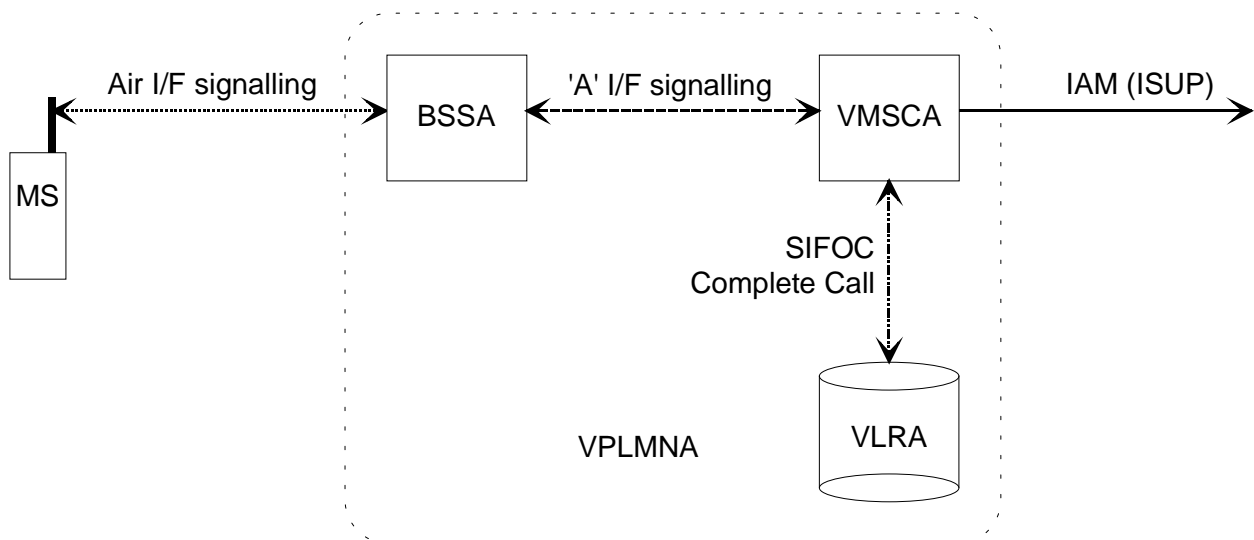 Air I/F signalling
'A' I/F signalling
IAM (ISUP)
BSSA
VMSCA
MS
SIFOC
Complete Call
VPLMNA
VLRA